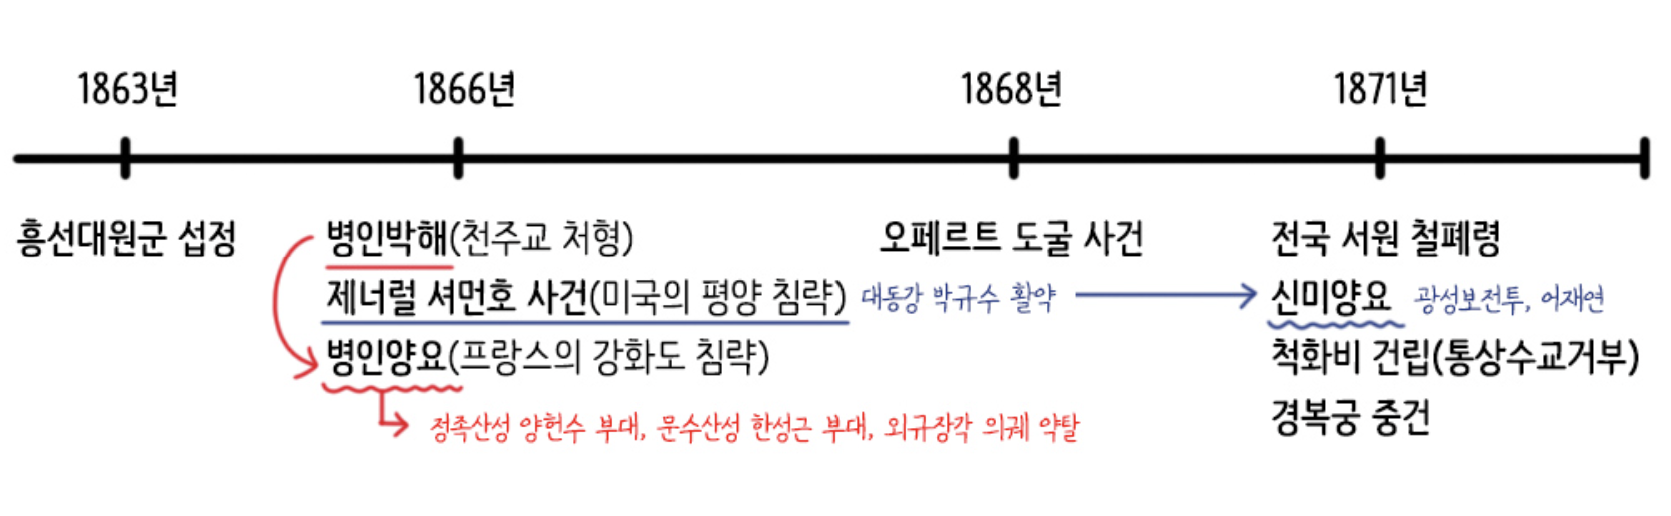 1863년 1866년 1868년 1871년
흥선대원군 섭정
병인박해(천주교 처형)
제너럴 셔먼호 사건(미국의 평양 침략) 대동강 박규수 활약
병인양요(프랑스의 강화도 침략)
정족산성 양헌수 부대, 문수산성 한성근 부대, 외규장각 의궤 약탈
오페르트 도굴 사건
전국 서원 철폐령
신미양요 광성보전투, 어재연
척화비 건립(통상수교거부)
경복궁 중건